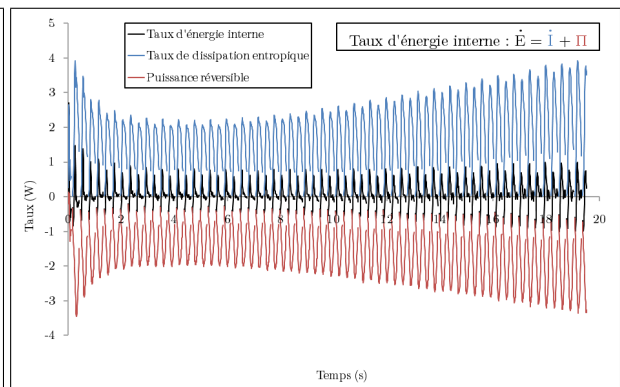 5
4
3
2
1
0
-1
-2
-3
-4
Taux (W)
Taux d'énergie interne
Taux de dissipation entropique
Puissance réversible
Taux d'énergie interne : Ė = İ + Π
0 2 4 6 8 10 12 14 16 18 20
Temps (s)